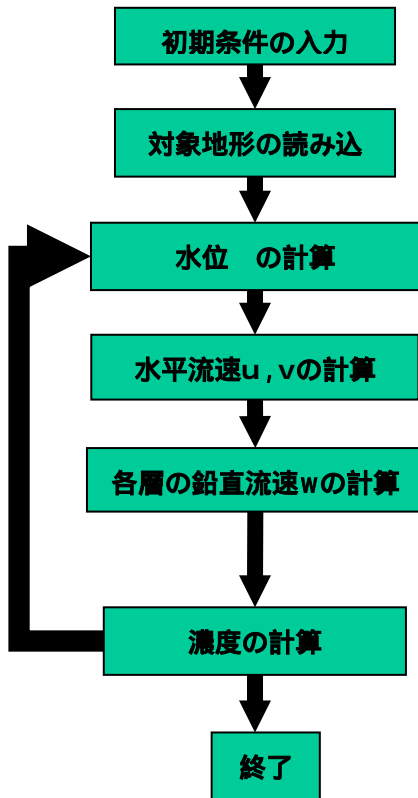 初期条件の入力
対象地形の読み込
水位　の計算
水平流速u,vの計算
各層の鉛直流速wの計算
濃度の計算
終了